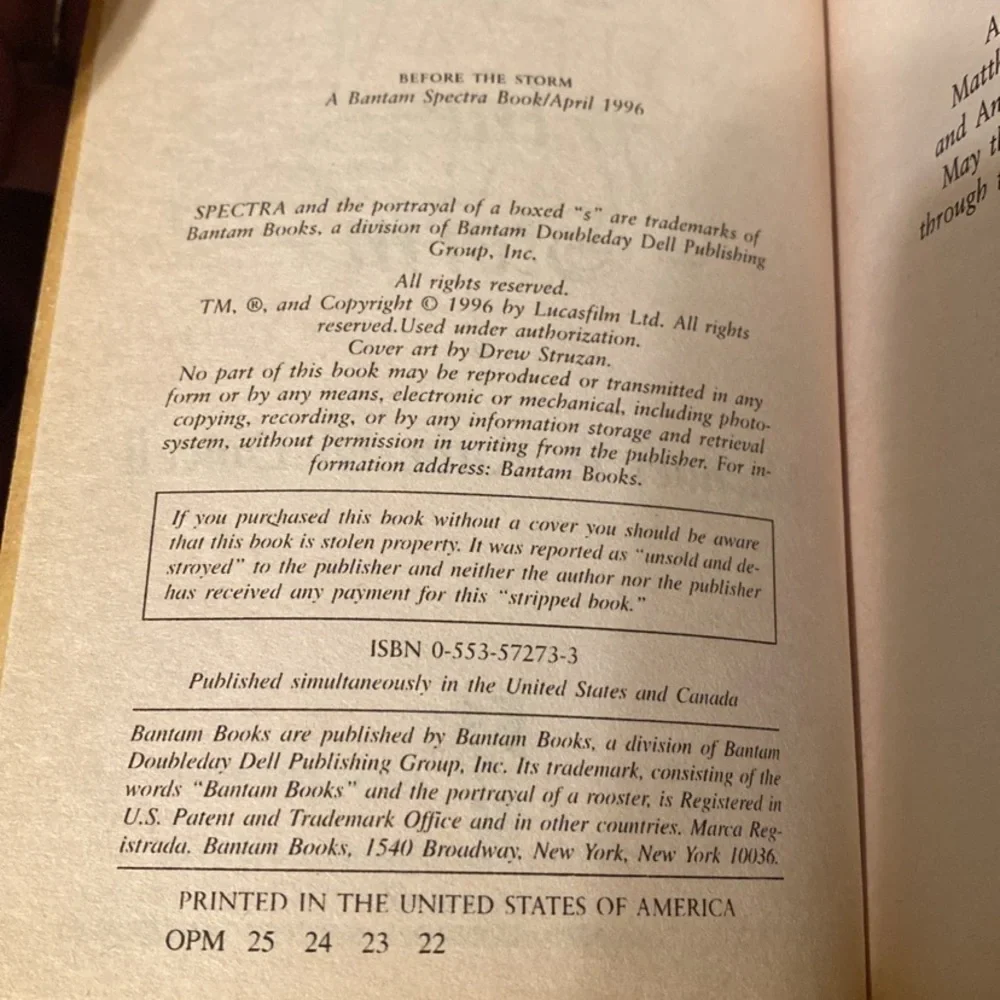 BEFORE THE STORM
A Bantam Spectra Book/April 1996
SPECTRA and the portrayal of a boxed "s" are trademarks of
Bantam Books, a division of Bantam Doubleday Dell Publishing
Group, Inc.
All rights reserved.
TM, ®, and Copyright © 1996 by Lucasfilm Ltd. All rights
reserved.Used under authorization.
Cover art by Drew Struzan.
No part of this book may be reproduced or transmitted in any
form or by any means, electronic or mechanical, including photo-
copying, recording, or by any information storage and retrieval
system, without permission in writing from the publisher. For in-
formation address: Bantam Books.
If you purchased this book without a cover you should be aware
that this book is stolen property. It was reported as "unsold and de-
stroyed" to the publisher and neither the author nor the publisher
has received any payment for this "stripped book."
ISBN 0-553-57273-3
Published simultaneously in the United States and Canada
Bantam Books are published by Bantam Books, a division of Bantam
Doubleday Dell Publishing Group, Inc. Its trademark, consisting of the
words "Bantam Books" and the portrayal of a rooster, is Registered in
U.S. Patent and Trademark Office and in other countries. Marca Reg-
istrada. Bantam Books, 1540 Broadway, New York, New York 10036.
PRINTED IN THE UNITED STATES OF AMERICA
OPM 25 24 23 22
and
May
through